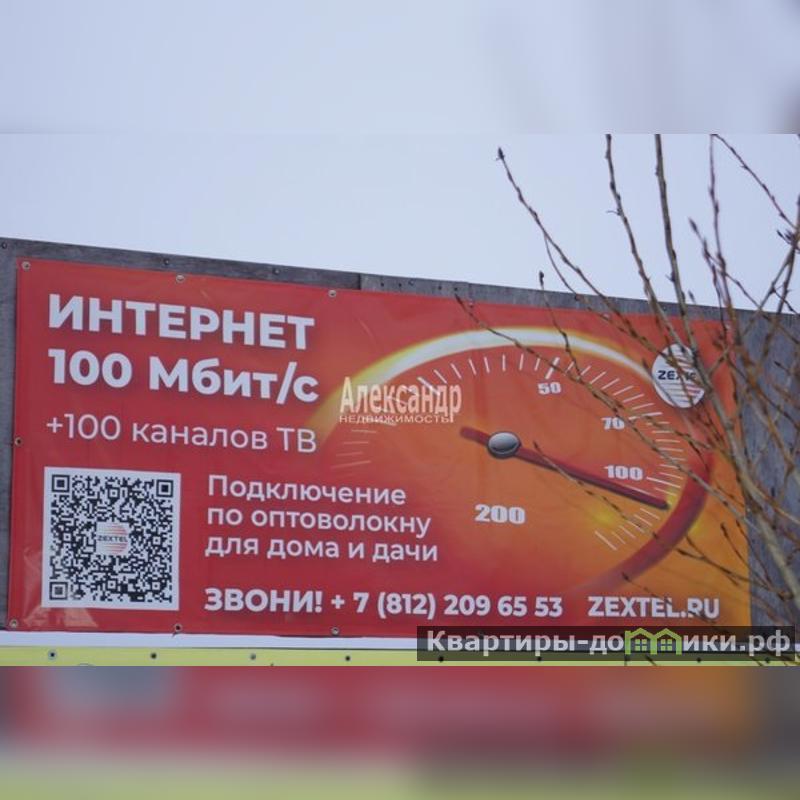 ИНТЕРНЕТ
100 Мбит/с
+100 каналов ТВ
Подключение
по оптоволокну
для дома и дачи
ЗВОНИ! + 7 (812) 209 65 53 ZEXTEL.RU
50
70
100
200
ZEXTEL
Александр
НЕДВИЖИМОСТЬ
Квартиры-домики.рф